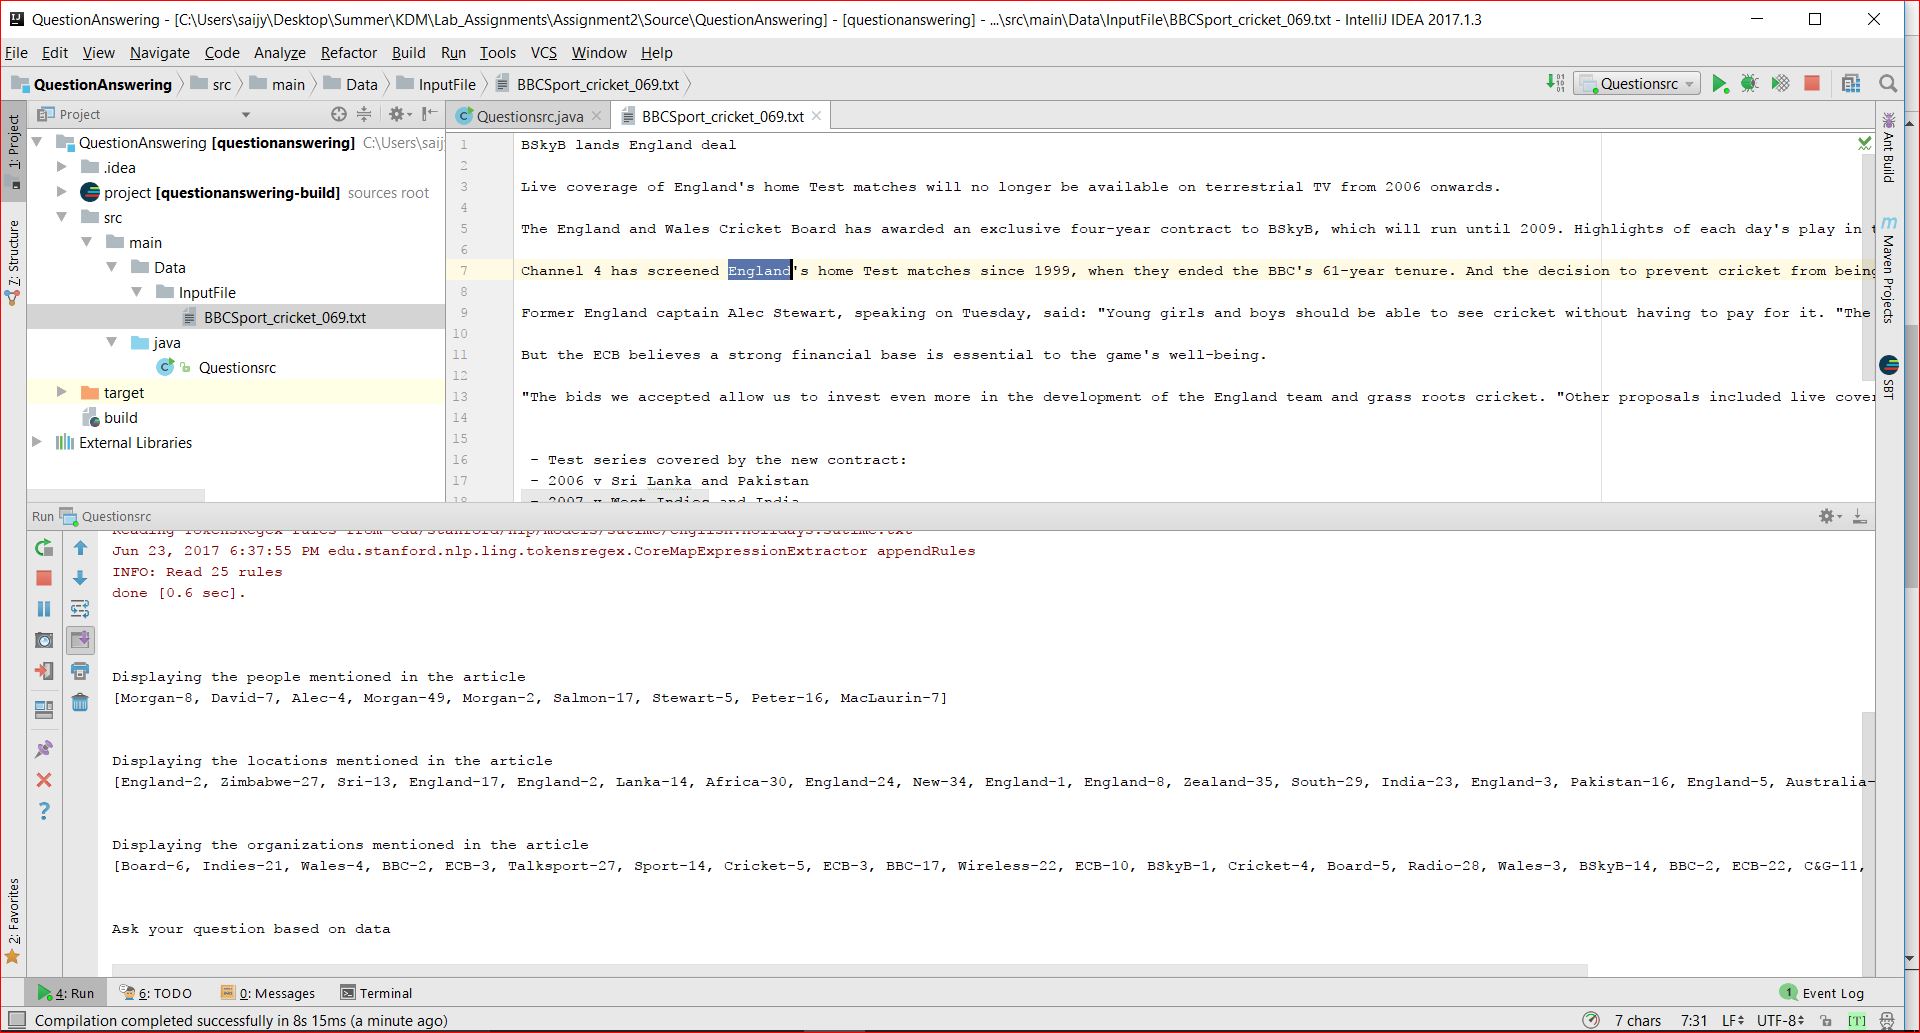 QuestionAnswering - [C:\Users\saijy\Desktop\Summer\KDM\Lab_Assignments\Assignment2\Source\QuestionAnswering] - [questionanswering] - ...\src\main\Data\InputFile\BBCSport_cricket_069.txt - IntelliJ IDEA 2017.1.3
File Edit View Navigate Code Analyze Refactor Build Run Tools VCS Window Help
QuestionAnswering src main Data InputFile BBCSport_cricket_069.txt Questionsrc
Project
Questionsrc.java BBCSport_cricket_069.txt
1: Project
7: Structure
2: Favorites
QuestionAnswering [questionanswering] C:\Users\saij
.idea
project [questionanswering-build] sources root
src
main
Data
InputFile
BBCSport_cricket_069.txt
java
Questionsrc
target
build
External Libraries
1 BSkyB lands England deal
2
3 Live coverage of England's home Test matches will no longer be available on terrestrial TV from 2006 onwards.
4
5 The England and Wales Cricket Board has awarded an exclusive four-year contract to BSkyB, which will run until 2009. Highlights of each day's play in
6
7 Channel 4 has screened England's home Test matches since 1999, when they ended the BBC's 61-year tenure. And the decision to prevent cricket from being
8
9 Former England captain Alec Stewart, speaking on Tuesday, said: "Young girls and boys should be able to see cricket without having to pay for it. "The
10
11 But the ECB believes a strong financial base is essential to the game's well-being.
12
13 "The bids we accepted allow us to invest even more in the development of the England team and grass roots cricket. "Other proposals included live cove
14
15
16 - Test series covered by the new contract:
17 - 2006 v Sri Lanka and Pakistan
18 - 2007 v West Indies and India
Ant Build
Maven Projects
SBT
Run Questionsrc
Reading TokensRegex rules from edu/stanford/nlp/models/sutime/english.holidays.sutime.txt
Jun 23, 2017 6:37:55 PM edu.stanford.nlp.ling.tokensregex.CoreMapExpressionExtractor appendRules
INFO: Read 25 rules
done [0.6 sec].
Displaying the people mentioned in the article
[Morgan-8, David-7, Alec-4, Morgan-49, Morgan-2, Salmon-17, Stewart-5, Peter-16, MacLaurin-7]
Displaying the locations mentioned in the article
[England-2, Zimbabwe-27, Sri-13, England-17, England-2, Lanka-14, Africa-30, England-24, New-34, England-1, England-8, Zealand-35, South-29, India-23, England-3, Pakistan-16, England-5, Australia-
Displaying the organizations mentioned in the article
[Board-6, Indies-21, Wales-4, BBC-2, ECB-3, Talksport-27, Sport-14, Cricket-5, ECB-3, BBC-17, Wireless-22, ECB-10, BSkyB-1, Cricket-4, Board-5, Radio-28, Wales-3, BSkyB-14, BBC-2, ECB-22, C&G-11,
Ask your question based on data
4: Run 6: TODO 0: Messages Terminal 1 Event Log
Compilation completed successfully in 8s 15ms (a minute ago) 7 chars 7:31 LF UTF-8 [T]